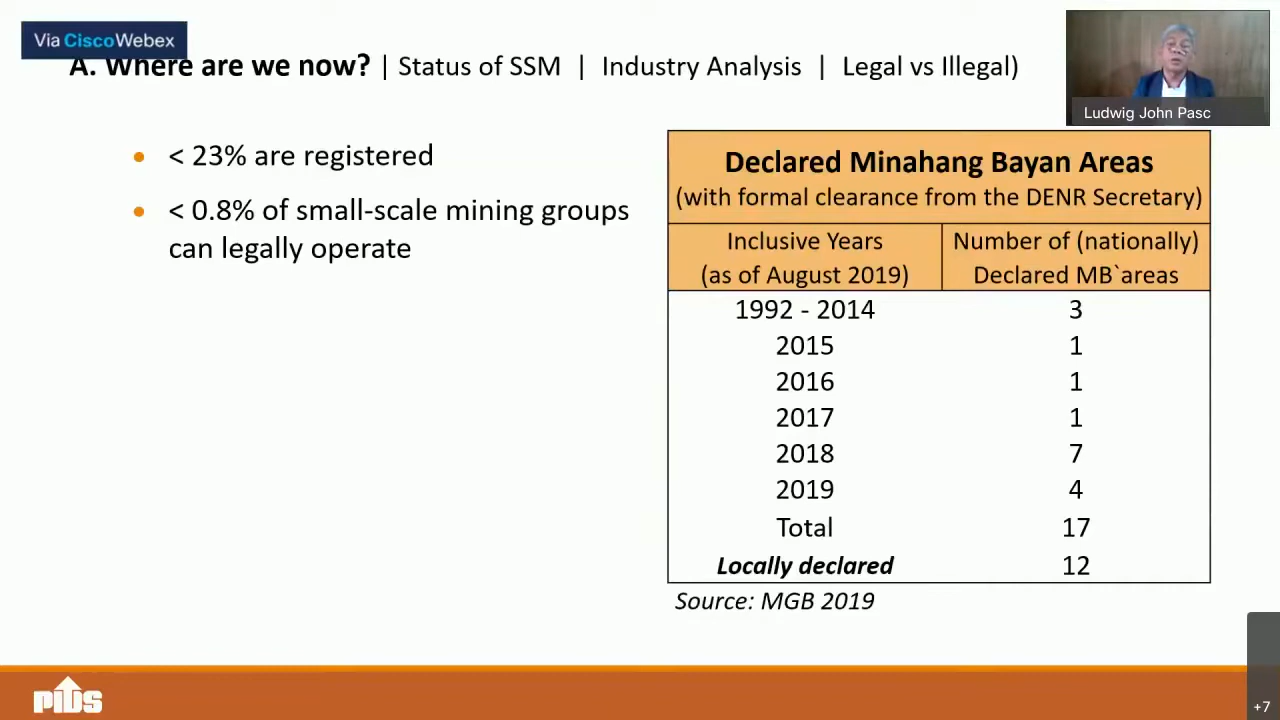 Via CiscoWebex
A. Where are we now? | Status of SSM | Industry Analysis | Legal vs Illegal)
Ludwig John Pasc
• < 23% are registered
• < 0.8% of small-scale mining groups
can legally operate
Declared Minahang Bayan Areas
(with formal clearance from the DENR Secretary)
Inclusive Years
(as of August 2019)
Number of (nationally)
Declared MB`areas
1992 - 2014 3
2015 1
2016 1
2017 1
2018 7
2019 4
Total 17
Locally declared 12
Source: MGB 2019
PIDS
+7